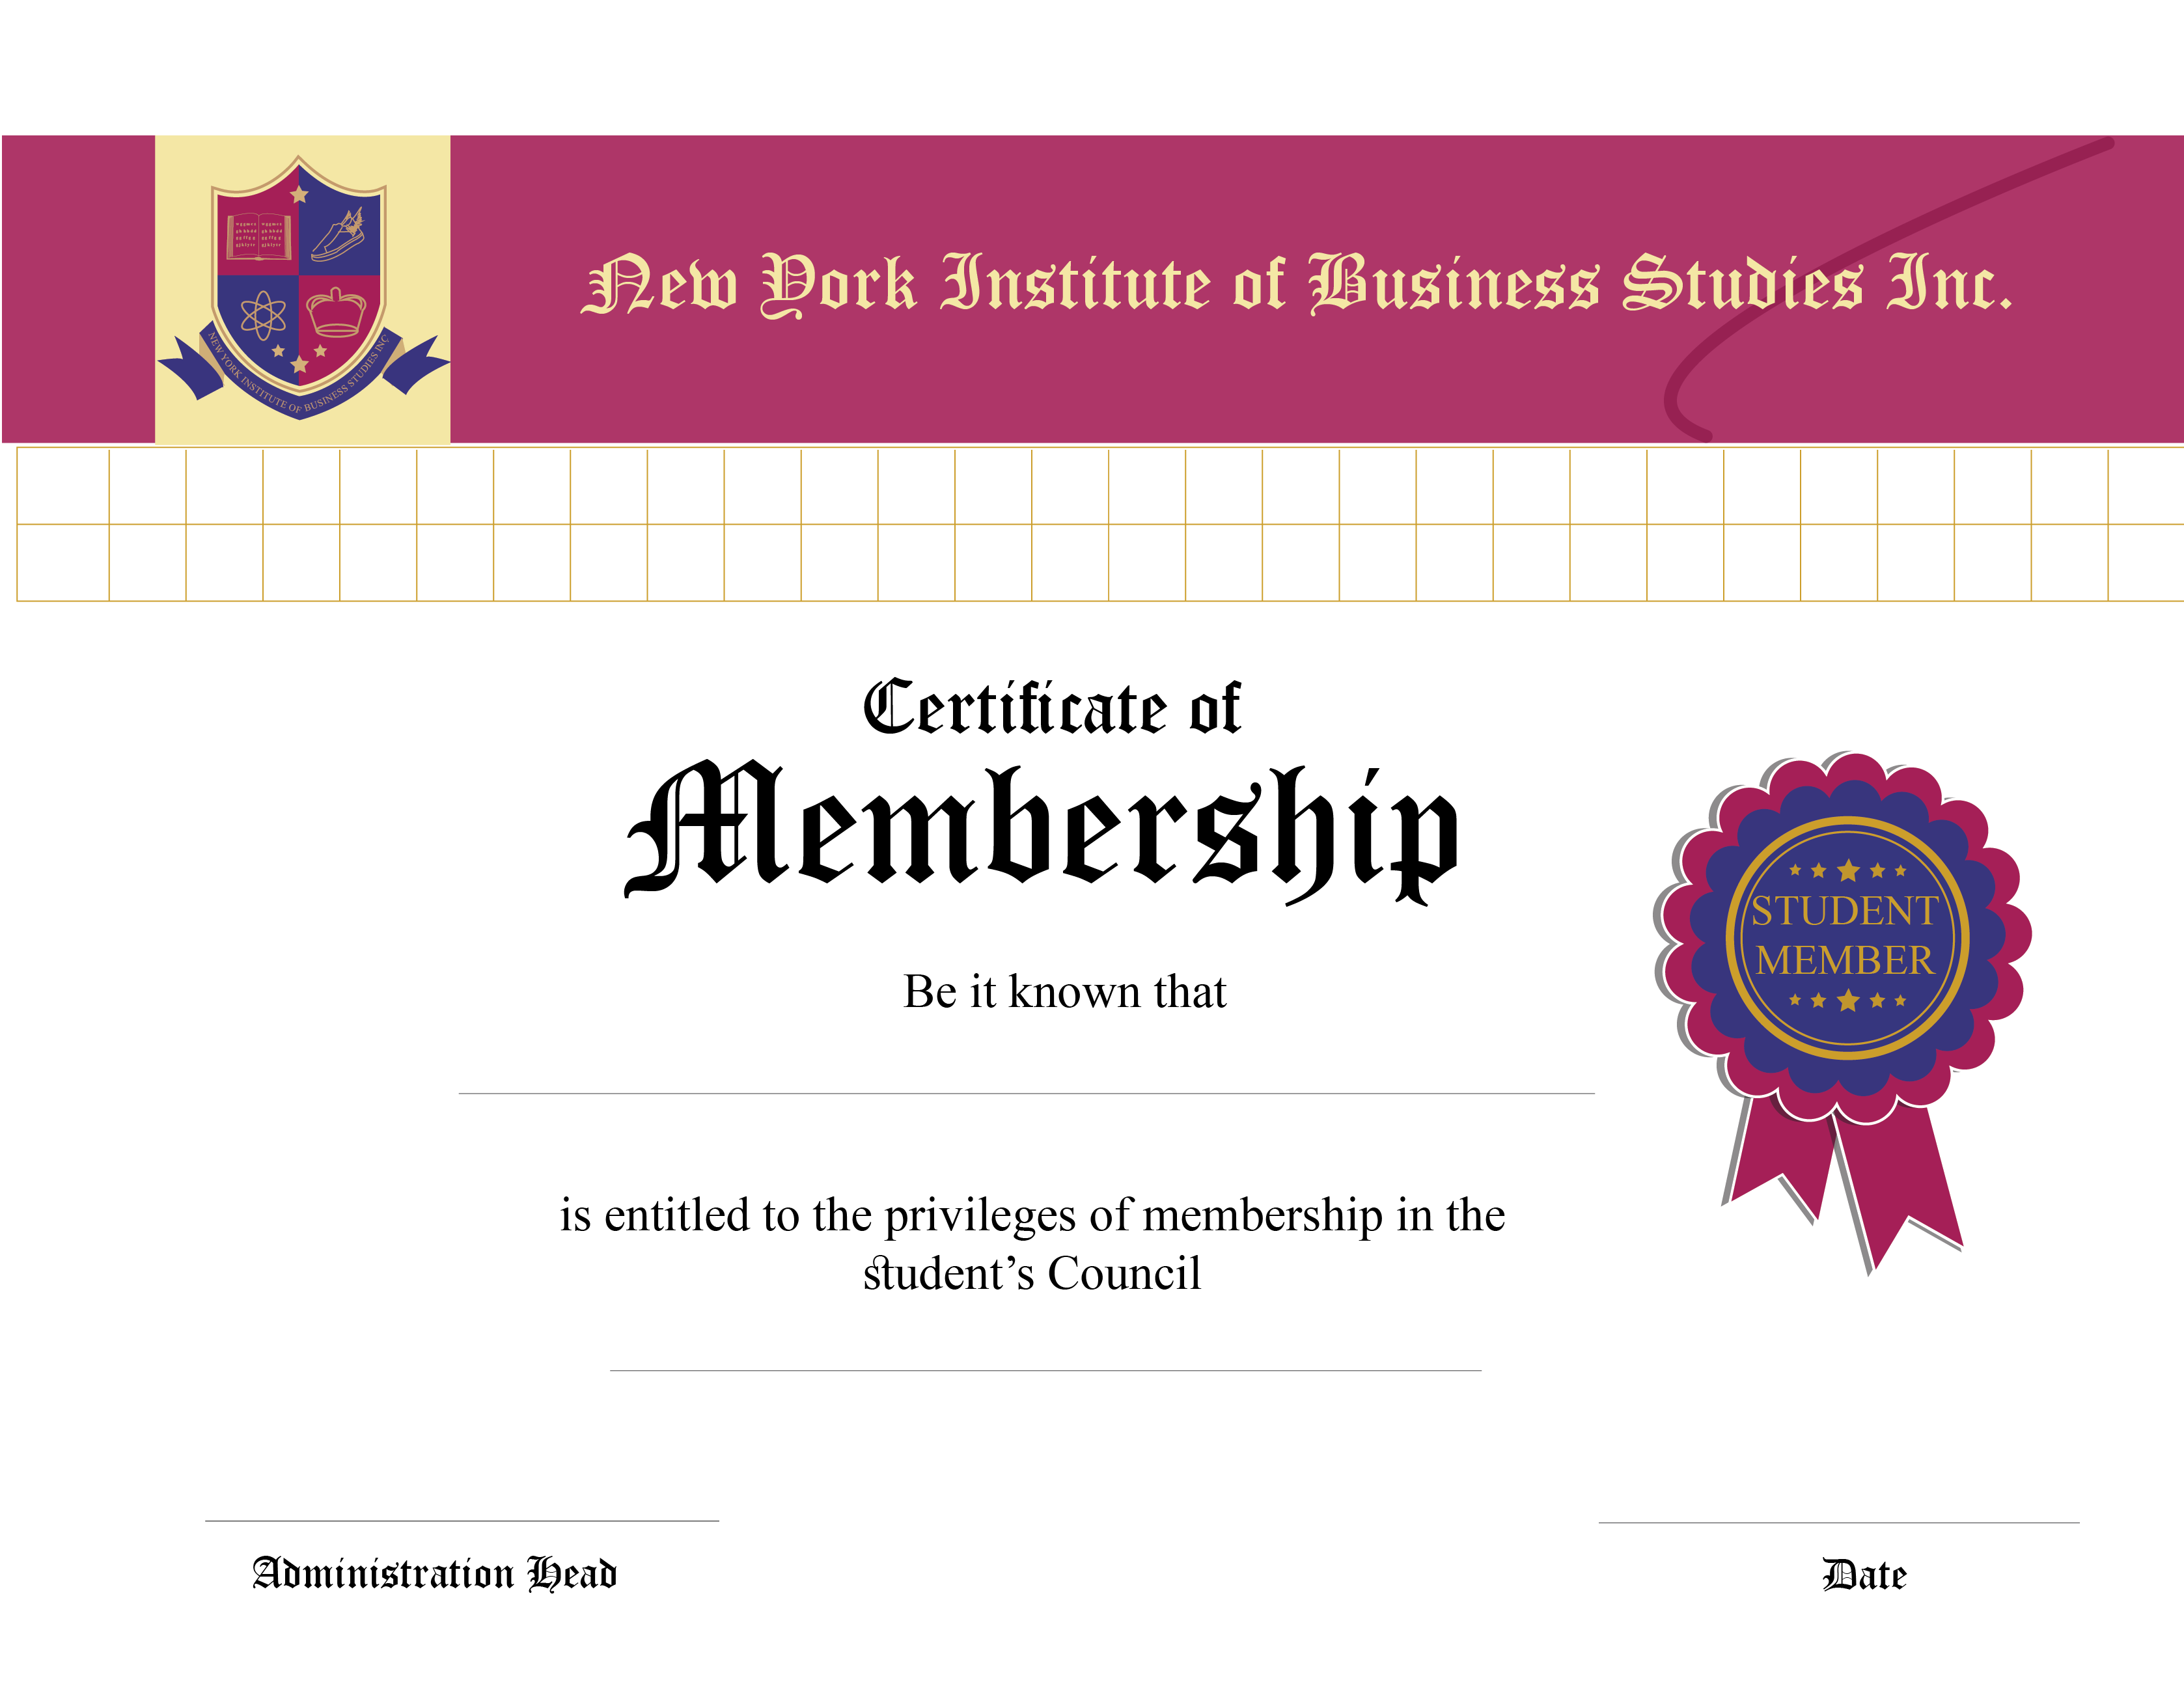 New York Institute of Business Studies Inc.
NEW YORK INSTITUTE OF BUSINESS STUDIES INC
Certificate of
Membership
STUDENT
MEMBER
Be it known that
is entitled to the privileges of membership in the
student’s Council
Administration Head
Date